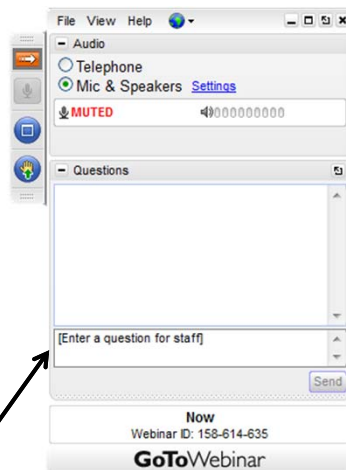 File View Help
Audio
Telephone
Mic & Speakers Settings
MUTED 000000000
Questions
[Enter a question for staff]
Send
Now
Webinar ID: 158-614-635
GoToWebinar